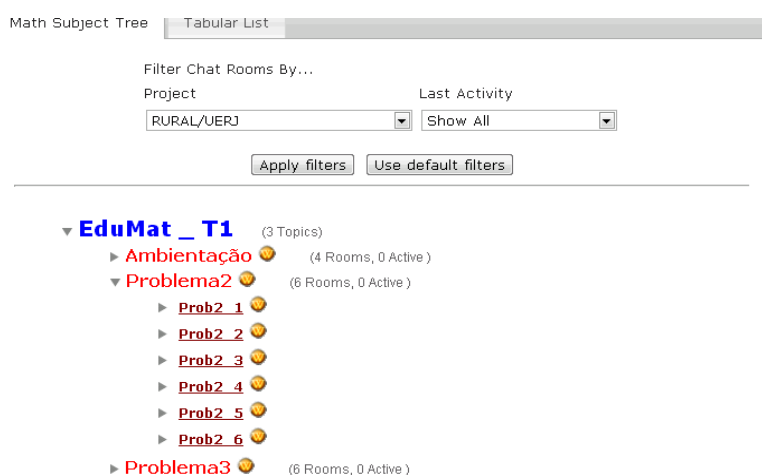 Math Subject Tree Tabular List
Filter Chat Rooms By...
Project Last Activity
RURAL/UERJ Show All
Apply filters Use default filters
EduMat _ T1 (3 Topics)
Ambientação (4 Rooms, 0 Active )
Problema2 (6 Rooms, 0 Active )
Prob2_1
Prob2_2
Prob2_3
Prob2_4
Prob2_5
Prob2_6
Problema3 (6 Rooms, 0 Active )